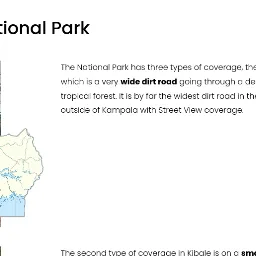 tional Park
The National Park has three types of coverage, the
which is a very wide dirt road going through a de
tropical forest. It is by far the widest dirt road in the
outside of Kampala with Street View coverage.
The second type of coverage in Kibale is on a sma